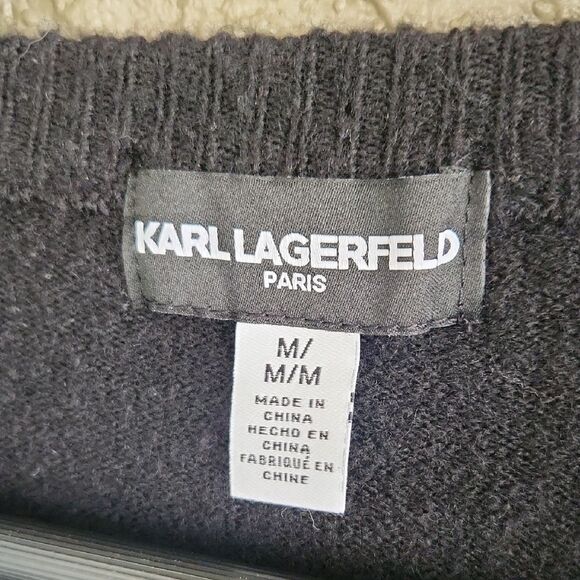 KARL LAGERFELD
PARIS
M/
M/M
MADE IN
CHINA
HECHO EN
CHINA
FABRIQUÉ EN
CHINE